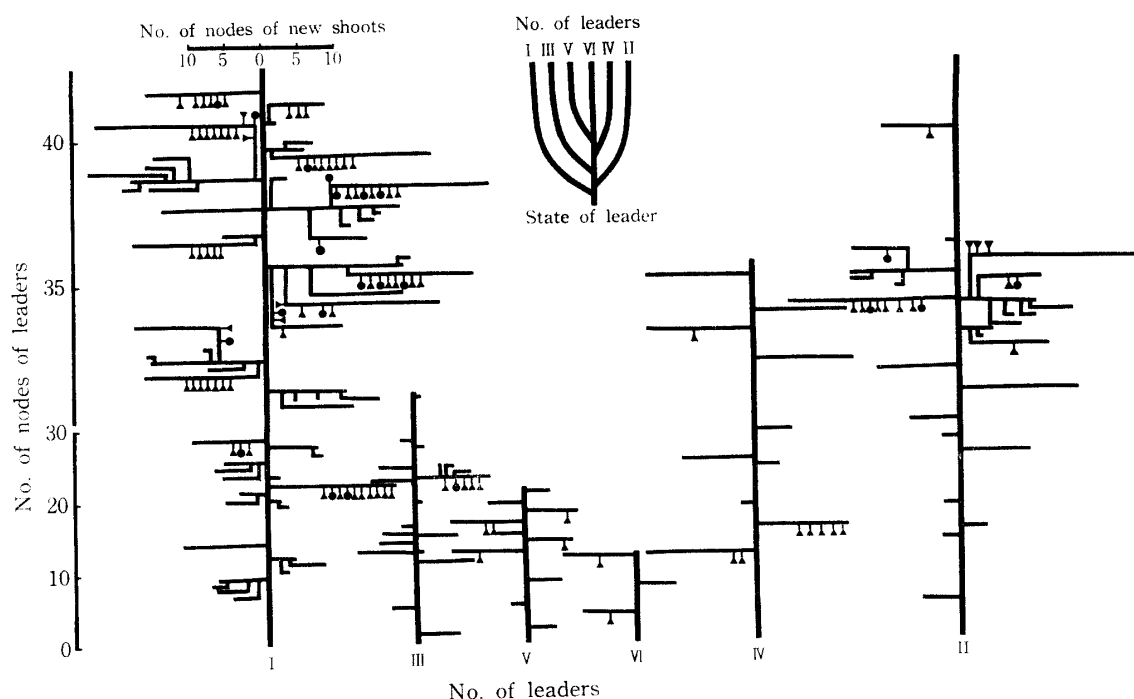 No. of nodes of new shoots
10 5 0 5 10
No. of leaders
I III V VI IV II
State of leader
No. of nodes of leaders
40
35
30
20
10
0
I III V VI IV II
No. of leaders